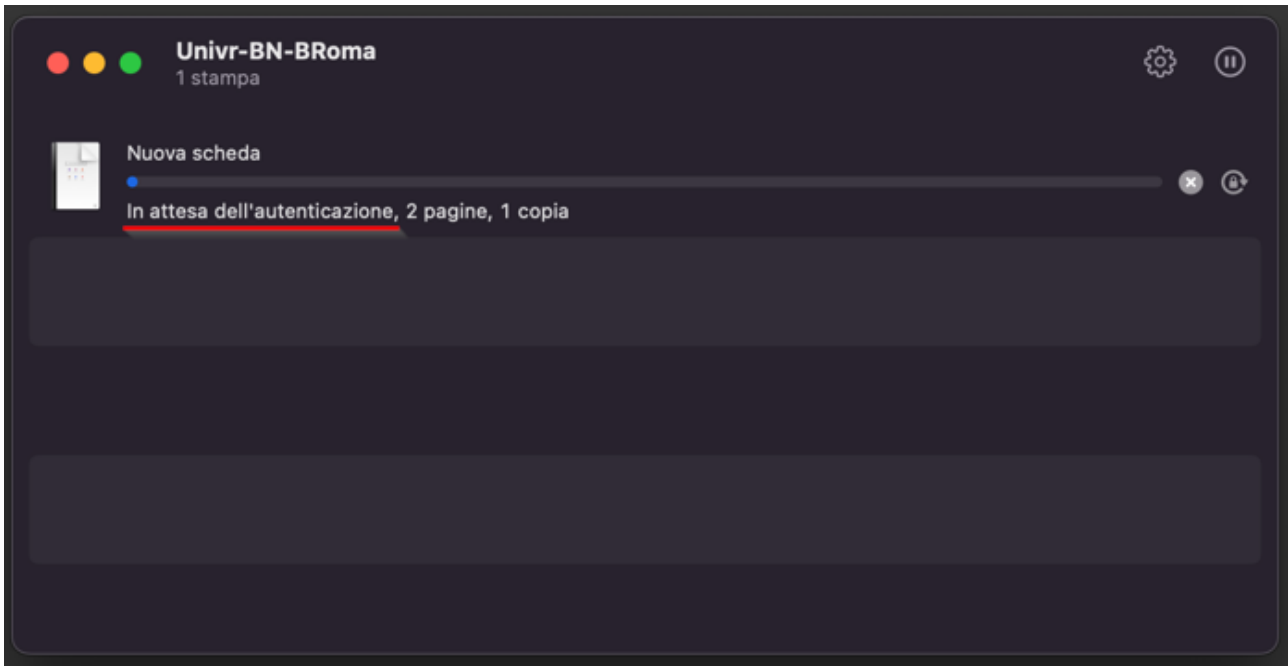 Univr-BN-BRoma
1 stampa
Nuova scheda
In attesa dell'autenticazione, 2 pagine, 1 copia